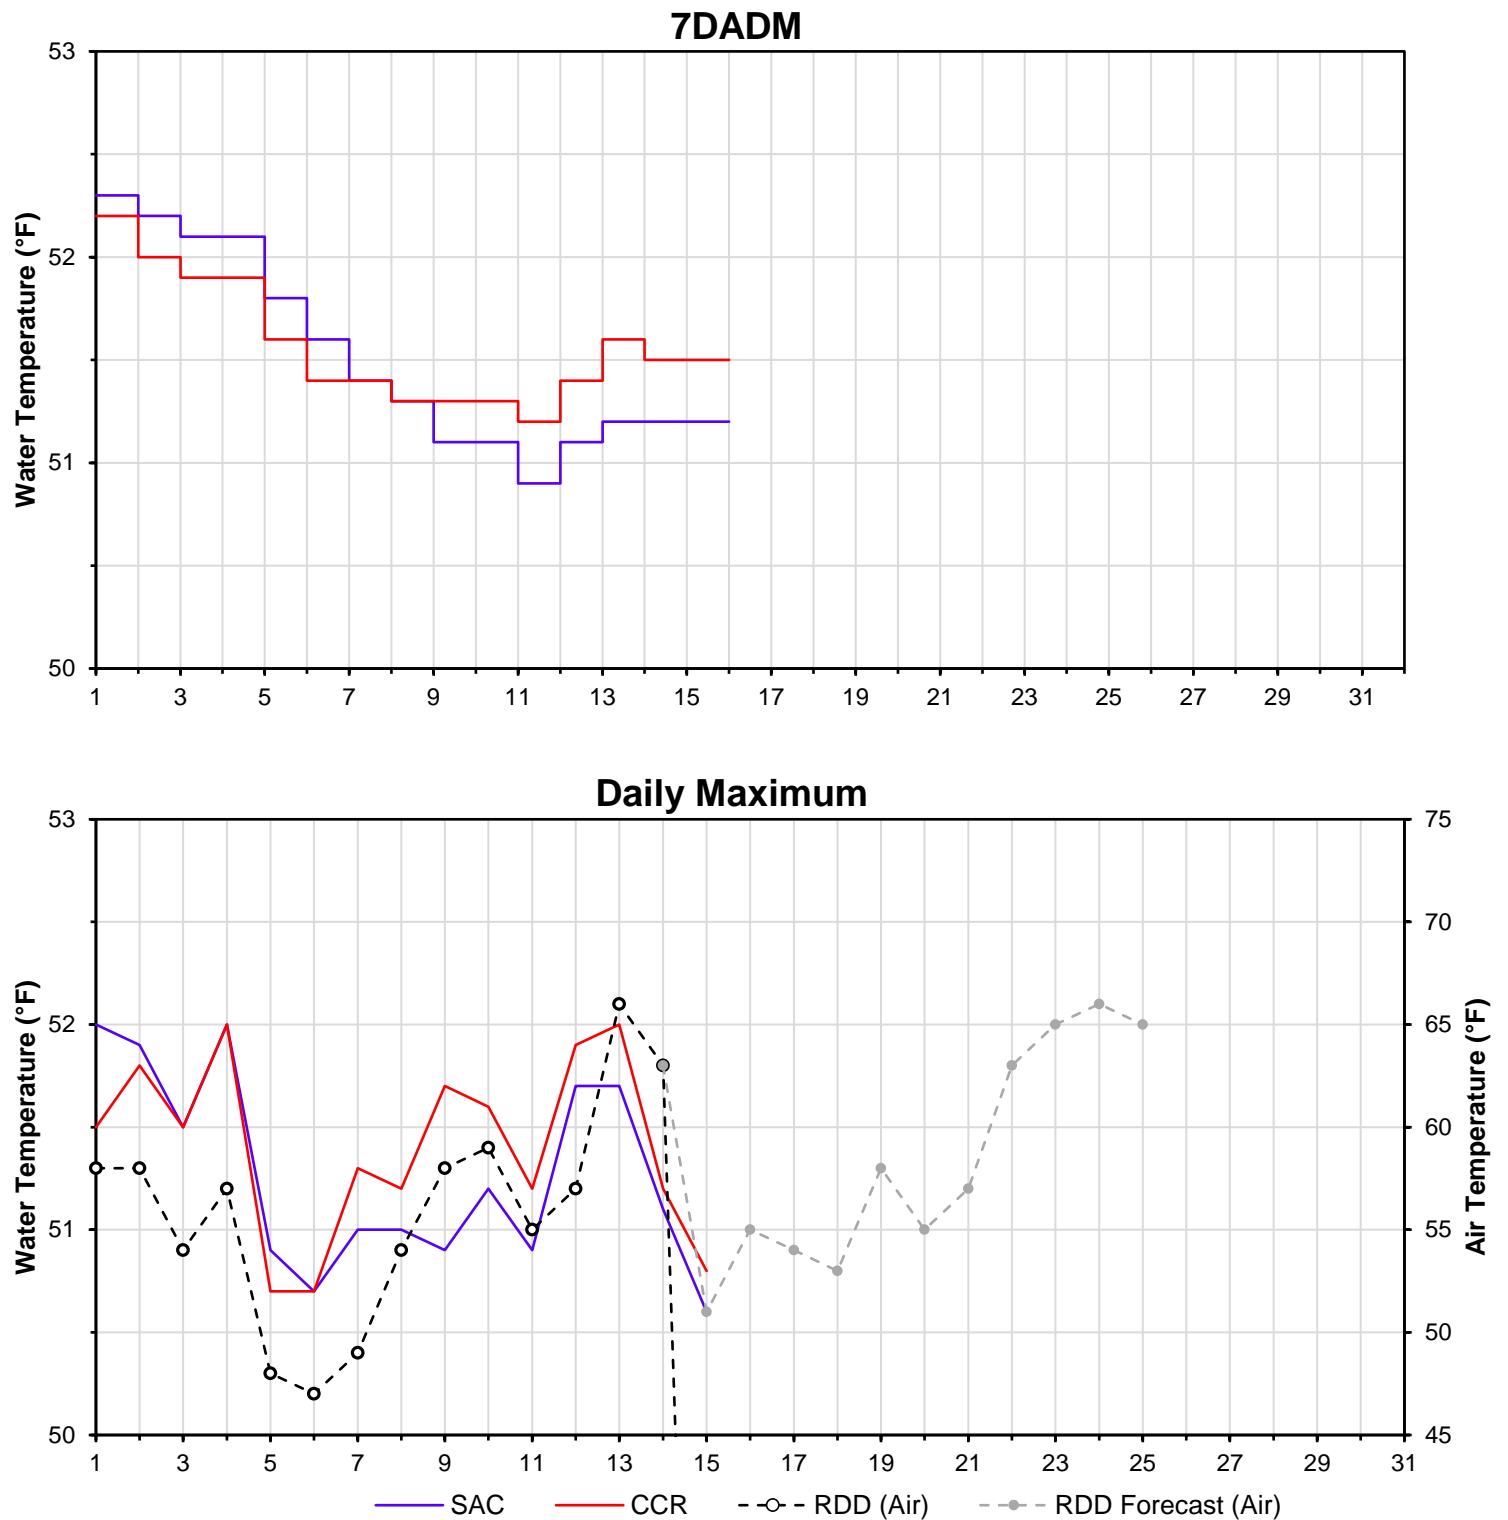 7DADM
53
52
51
50
Water Temperature (°F)
1 3 5 7 9 11 13 15 17 19 21 23 25 27 29 31
Daily Maximum
53
52
51
50
Water Temperature (°F)
75
70
65
60
55
50
45
Air Temperature (°F)
1 3 5 7 9 11 13 15 17 19 21 23 25 27 29 31
SAC CCR RDD (Air) RDD Forecast (Air)